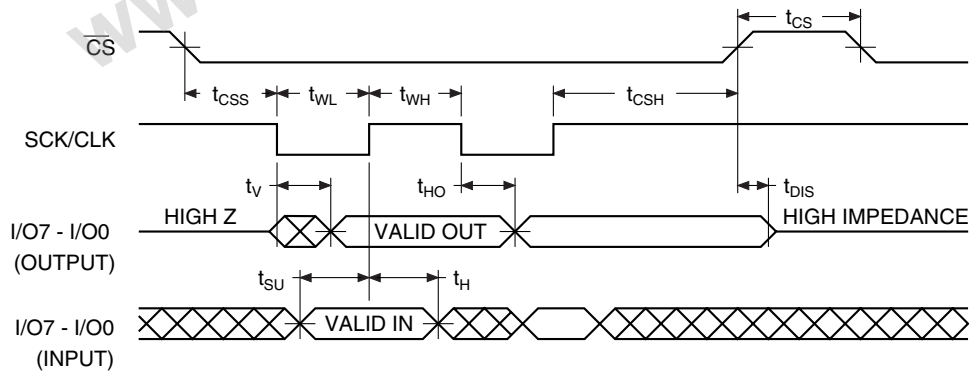 WW
CS
tCS
tCSS
tWL
tWH
tCSH
SCK/CLK
tV
tHO
tDIS
HIGH Z
VALID OUT
HIGH IMPEDANCE
I/O7 - I/O0
(OUTPUT)
tSU
tH
VALID IN
I/O7 - I/O0
(INPUT)